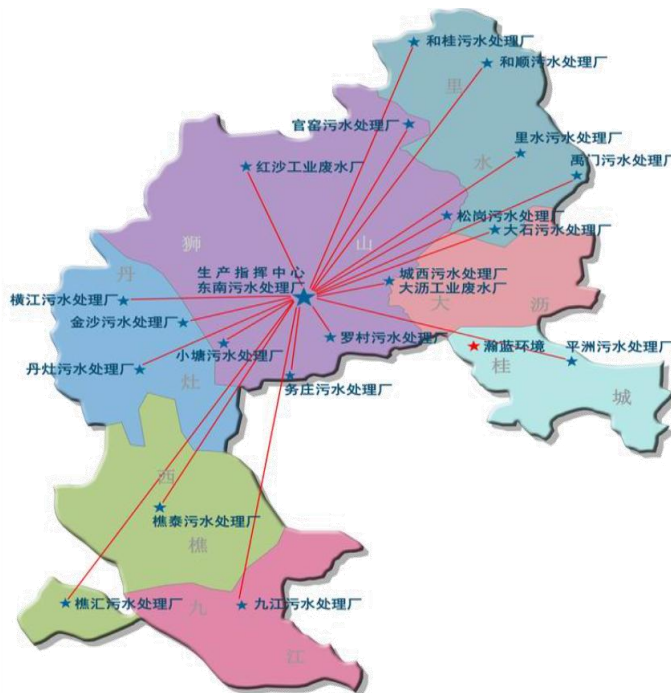 和桂污水处理厂
和顺污水处理厂
里
官窑污水处理厂
里水污水处理厂
水
禹门污水处理厂
红沙工业废水厂
松岗污水处理厂
大石污水处理厂
狮
山
丹
生产指挥中心
东南污水处理厂
城西污水处理厂
大沥工业废水厂
横江污水处理厂
大
沥
金沙污水处理厂
罗村污水处理厂
小塘污水处理厂
瀚蓝环境
平洲污水处理厂
桂
丹灶污水处理厂
灶
务庄污水处理厂
城
西
樵泰污水处理厂
樵
樵汇污水处理厂
九
九江污水处理厂
江